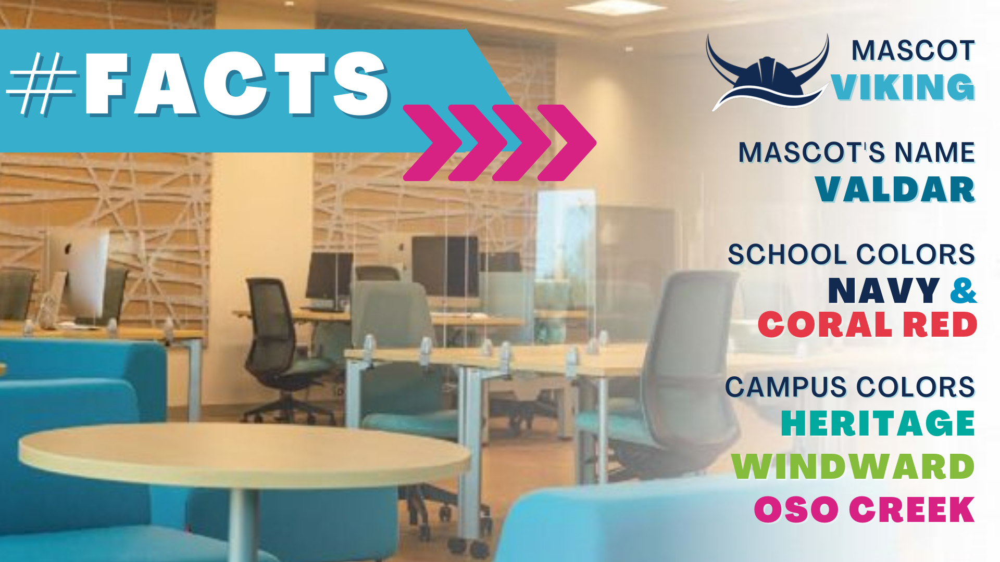 #FACTS
MASCOT
VIKING
MASCOT'S NAME
VALDAR
SCHOOL COLORS
NAVY &
CORAL RED
CAMPUS COLORS
HERITAGE
WINDWARD
OSO CREEK